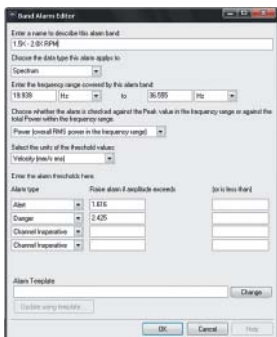 Band Alarm Editor
Enter a name to describe this alarm band
1.5X - 2.0X RPM
Choose the data type this alarm applies to
Spectrum
Enter the frequency range covered by this alarm band
Hz to Hz
Choose whether the alarm is checked against the Peak value in the frequency range or against the
total Power within the frequency range.
Power (overall RMS power in the frequency range)
Select the units of the threshold values
Velocity (mm/s rms)
Enter the alarm thresholds here
Alarm type Raise alarm if amplitude exceeds (or is less than)
Alert 1.616
Danger 2.425
Channel Inoperative
Channel Inoperative
Alarm Template
Change
Update using template...
OK Cancel Help